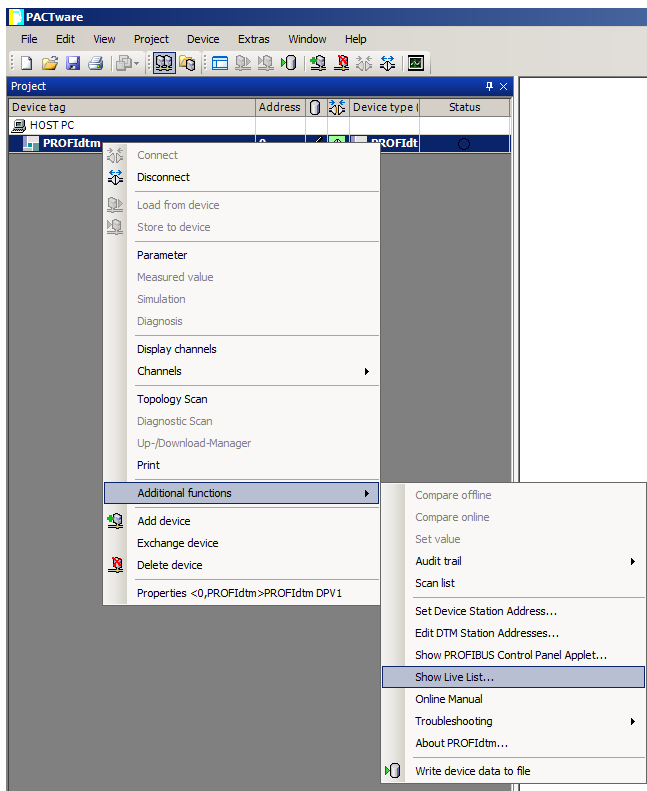 PACTware
File Edit View Project Device Extras Window Help
Project
Device tag Address Device type ( Status
HOST PC
PROFIdtm PROFIdt
Connect
Disconnect
Load from device
Store to device
Parameter
Measured value
Simulation
Diagnosis
Display channels
Channels
Topology Scan
Diagnostic Scan
Up-/Download-Manager
Print
Additional functions
Add device
Exchange device
Delete device
Properties <0,PROFIdtm>PROFIdtm DPV1
Compare offline
Compare online
Set value
Audit trail
Scan list
Set Device Station Address...
Edit DTM Station Addresses...
Show PROFIBUS Control Panel Applet...
Show Live List...
Online Manual
Troubleshooting
About PROFIdtm...
Write device data to file